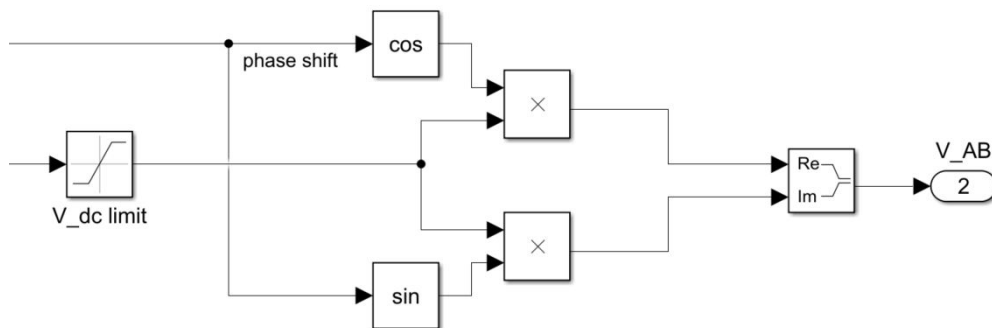 cos
phase shift
×
V_AB
Re
2
V_dc limit
Im
×
sin